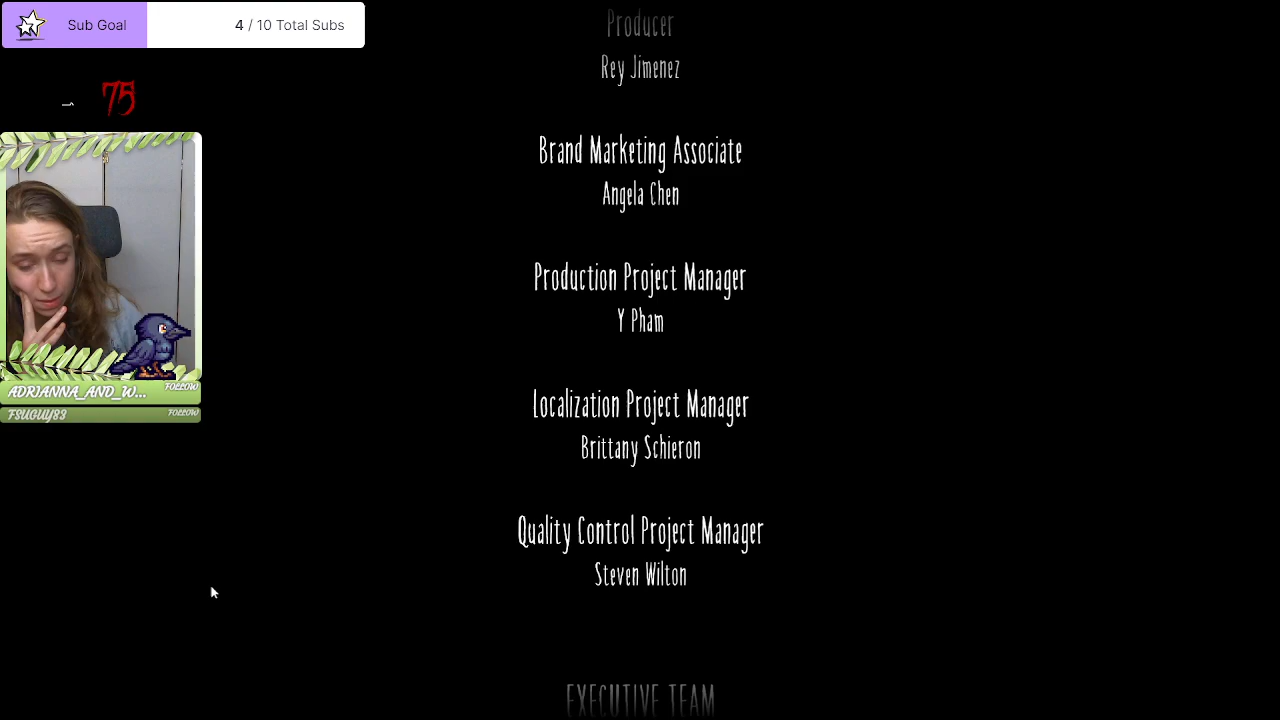 Sub Goal
4 / 10 Total Subs
75
ADRIANNA_AND_W...
FOLLOW
FSUGUY83
FOLLOW
Producer
Rey Jimenez
Brand Marketing Associate
Angela Chen
Production Project Manager
Y Pham
Localization Project Manager
Brittany Schieron
Quality Control Project Manager
Steven Wilton
EXECUTIVE TEAM